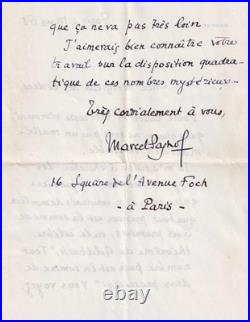 que ça ne va pas très loin
J'aimerais bien connaître votre
travail sur la disposition quadra-
tique de ces nombres mystérieux...
Très cordialement à vous,
Marcel Pagnol
16 Square de l'Avenue Foch
- à Paris -